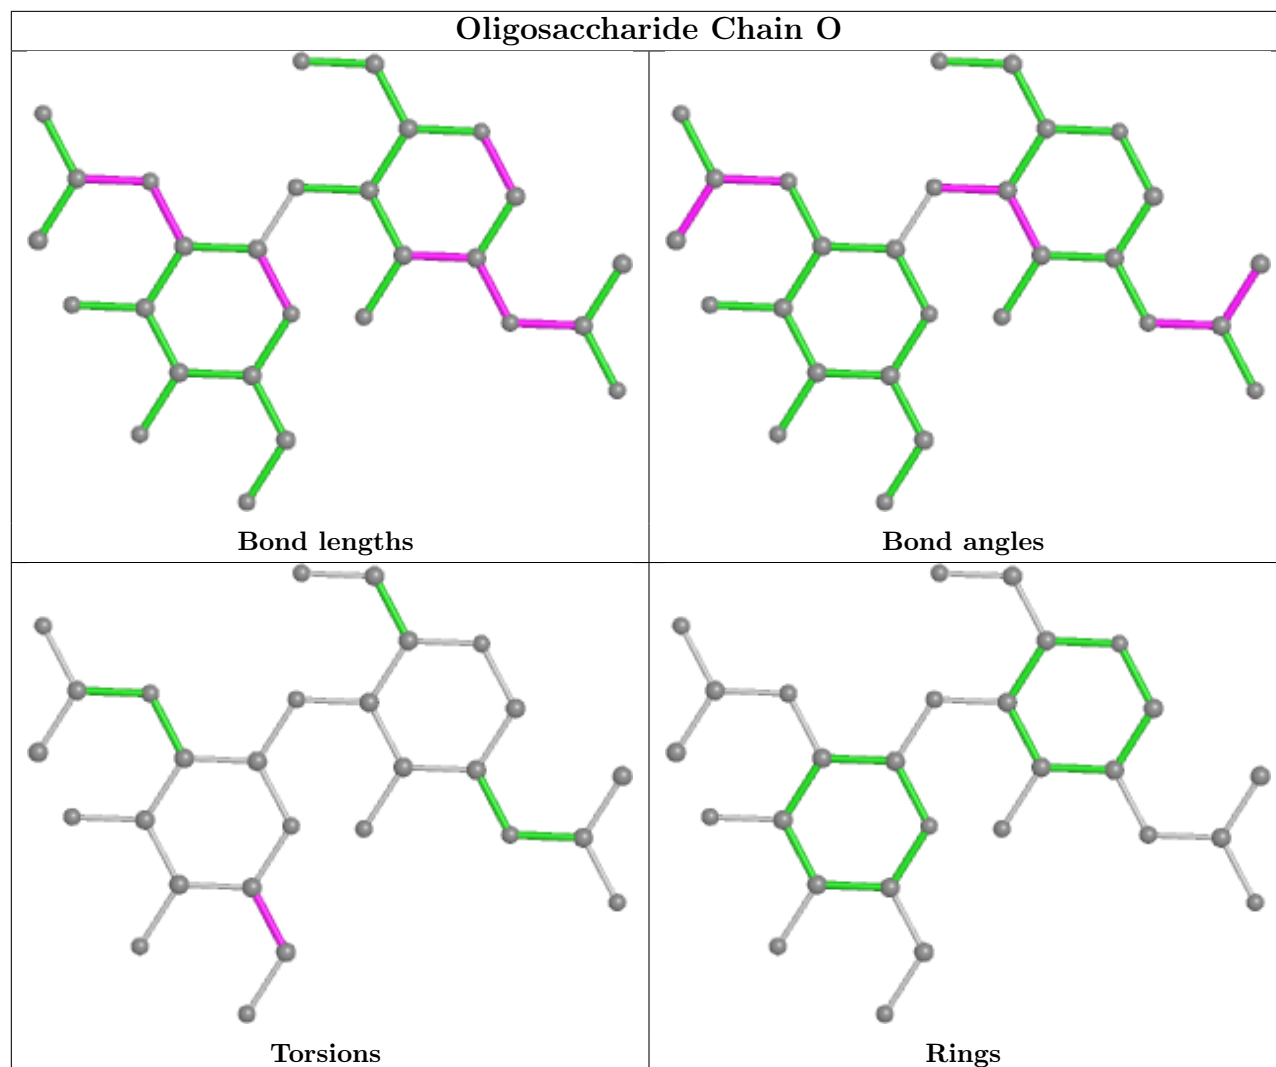 Oligosaccharide Chain O
Bond lengths
Bond angles
Torsions
Rings